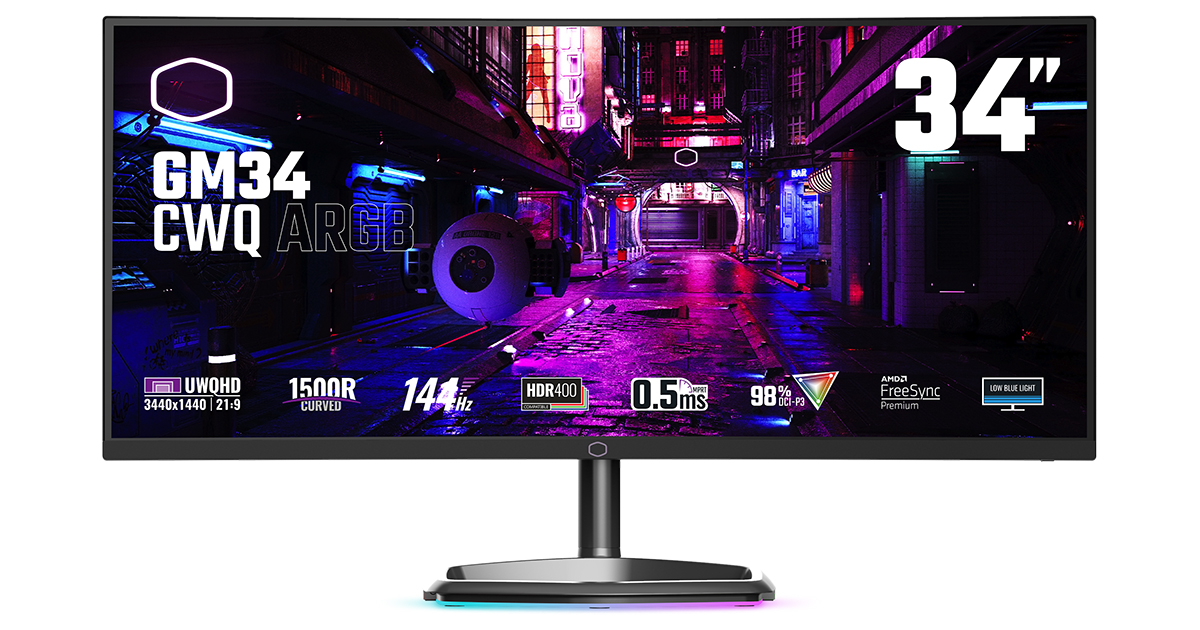 GM34
CWQ ARGB
34"
BAR
UWQHD
3440x1440 | 21:9
1500R
CURVED
144Hz
HDR400
COMPATIBLE
0.5ms
MPRT
98%
DCI-P3
AMD
FreeSync
Premium
LOW BLUE LIGHT